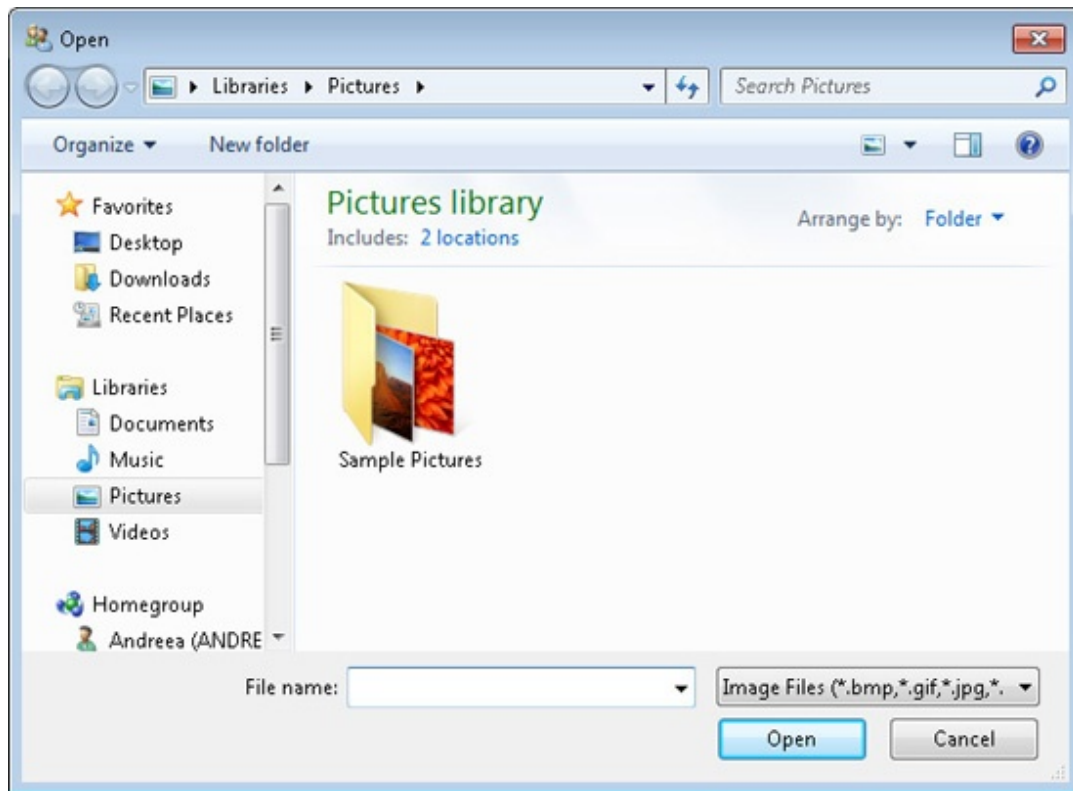 Open
Libraries Pictures
Search Pictures
Organize New folder
Favorites
Desktop
Downloads
Recent Places
Libraries
Documents
Music
Pictures
Videos
Homegroup
Andreea (ANDRE
Pictures library
Includes: 2 locations
Arrange by: Folder
Sample Pictures
File name:
Image Files (*.bmp,*.gif,*.jpg,*.
Open Cancel